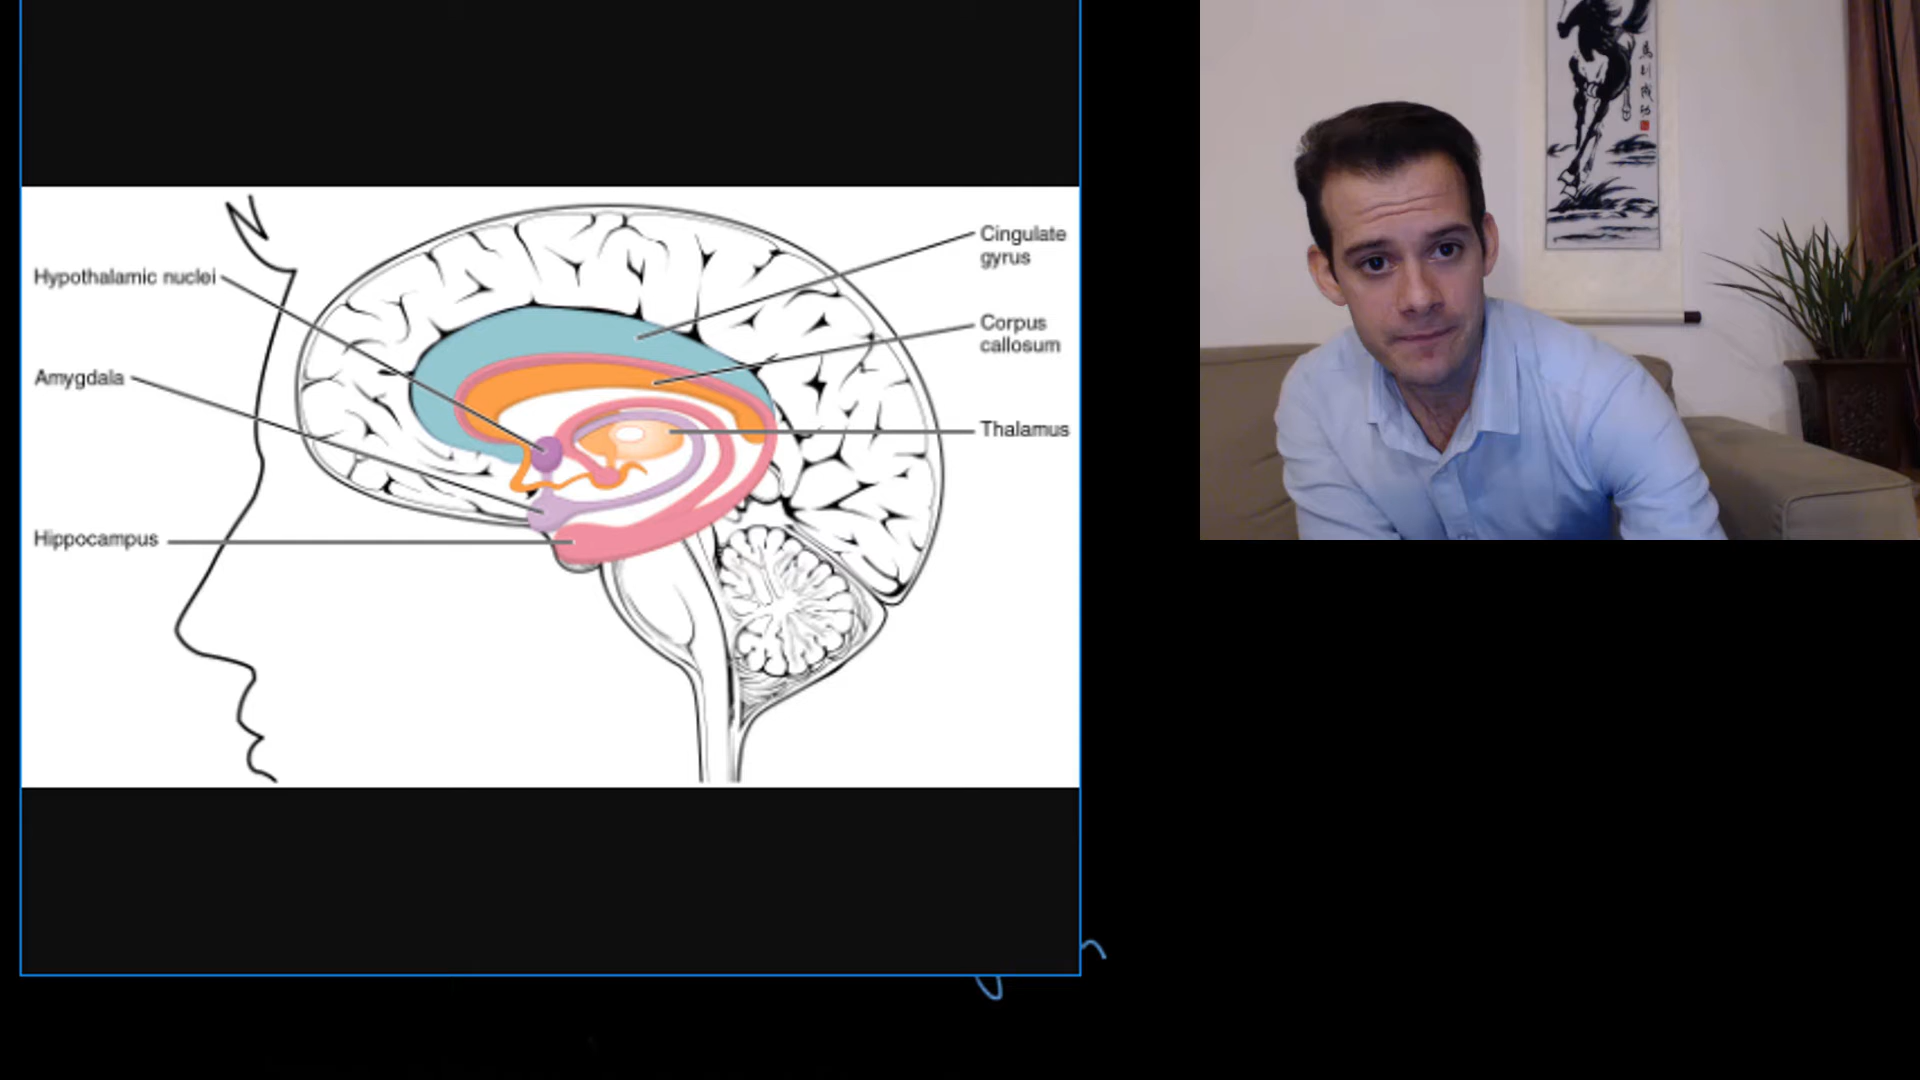 Cingulate
gyrus
Hypothalamic nuclei
Corpus
callosum
Amygdala
Thalamus
Hippocampus